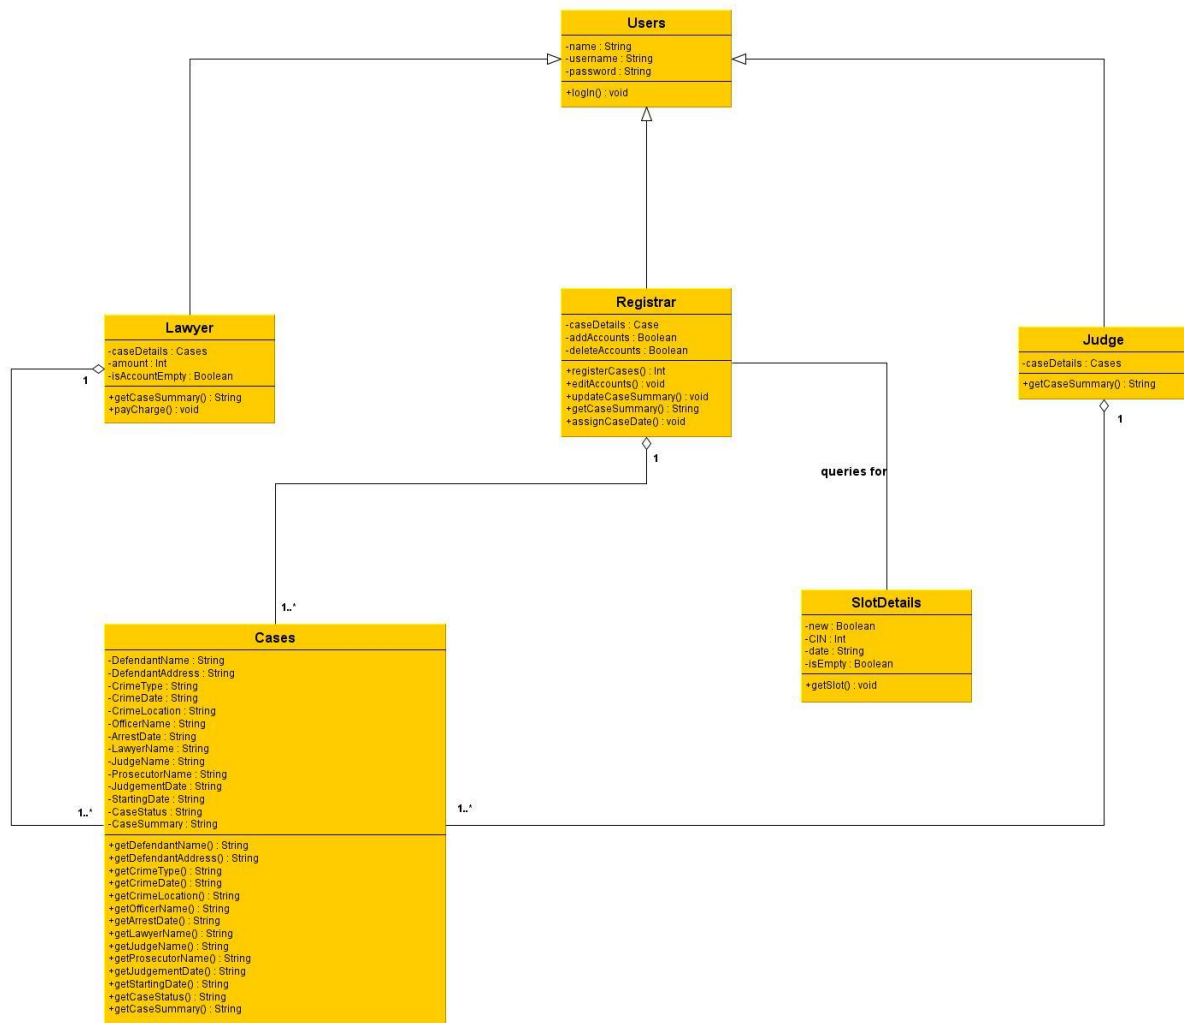 Users
-name : String
-username : String
-password : String
+logIn() : void
Registrar
-caseDetails : Case
-addAccounts : Boolean
-deleteAccounts : Boolean
+registerCases() : Int
+editAccounts() : void
+updateCaseSummary() : void
+getCaseSummary() : String
+assignCaseDate() : void
Lawyer
-caseDetails : Cases
-amount : Int
-isAccountEmpty : Boolean
+getCaseSummary() : String
+payCharge() : void
Judge
-caseDetails : Cases
+getCaseSummary() : String
1
1
1
queries for
SlotDetails
-new : Boolean
-CIN : Int
-date : String
-isEmpty : Boolean
+getSlot() : void
1..*
Cases
-DefendantName : String
-DefendantAddress : String
-CrimeType : String
-CrimeDate : String
-CrimeLocation : String
-OfficerName : String
-ArrestDate : String
-LawyerName : String
-JudgeName : String
-ProsecutorName : String
-JudgementDate : String
-StartingDate : String
-CaseStatus : String
-CaseSummary : String
1..*
1..*
+getDefendantName() : String
+getDefendantAddress() : String
+getCrimeType() : String
+getCrimeDate() : String
+getCrimeLocation() : String
+getOfficerName() : String
+getArrestDate() : String
+getLawyerName() : String
+getJudgeName() : String
+getProsecutorName() : String
+getJudgementDate() : String
+getStartingDate() : String
+getCaseStatus() : String
+getCaseSummary() : String